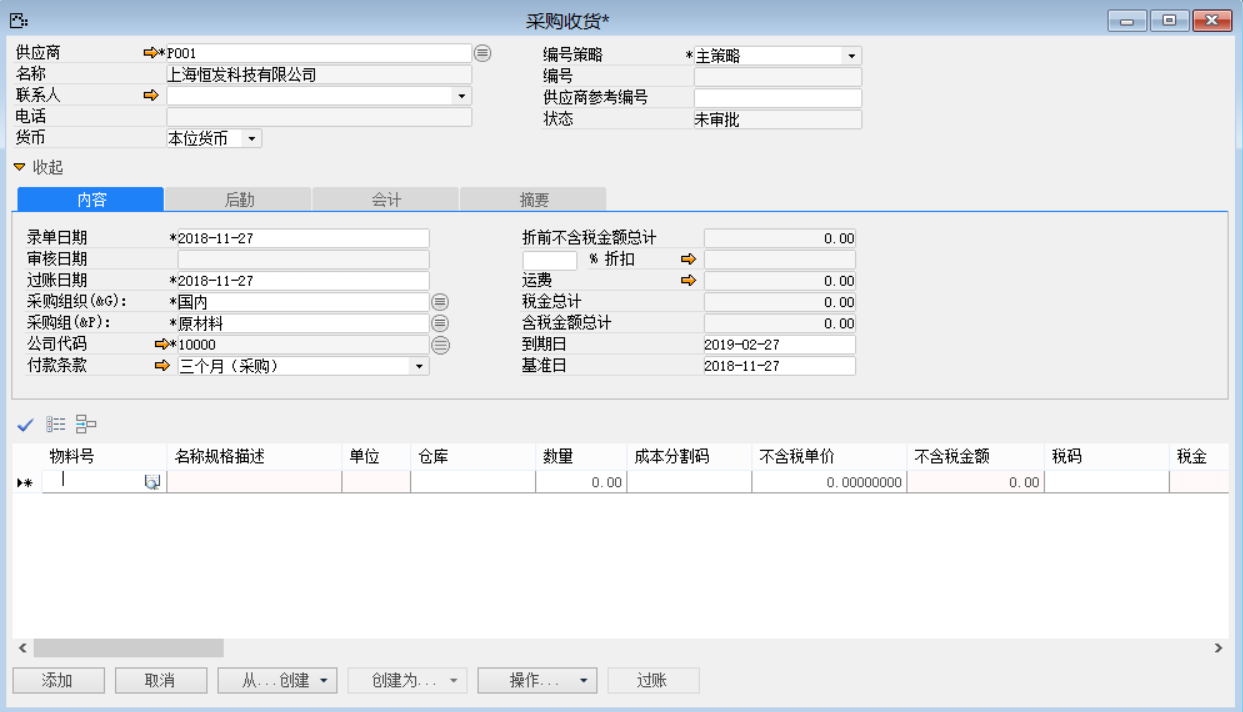 采购收货*
供应商 *P001
编号策略 *主策略
名称 上海恒发科技有限公司
编号
联系人
供应商参考编号
电话
状态 未审批
货币 本位货币
收起
内容 后勤 会计 摘要
录单日期 *2018-11-27
折前不含税金额总计 0.00
审核日期
% 折扣
过账日期 *2018-11-27
运费 0.00
采购组织(&G): *国内
税金总计 0.00
采购组(&P): *原材料
含税金额总计 0.00
公司代码 *10000
到期日 2019-02-27
付款条款 三个月(采购)
基准日 2018-11-27
物料号 名称规格描述 单位 仓库 数量 成本分割码 不含税单价 不含税金额 税码 税金
0.00 0.00000000 0.00
添加 取消 从...创建 创建为... 操作... 过账